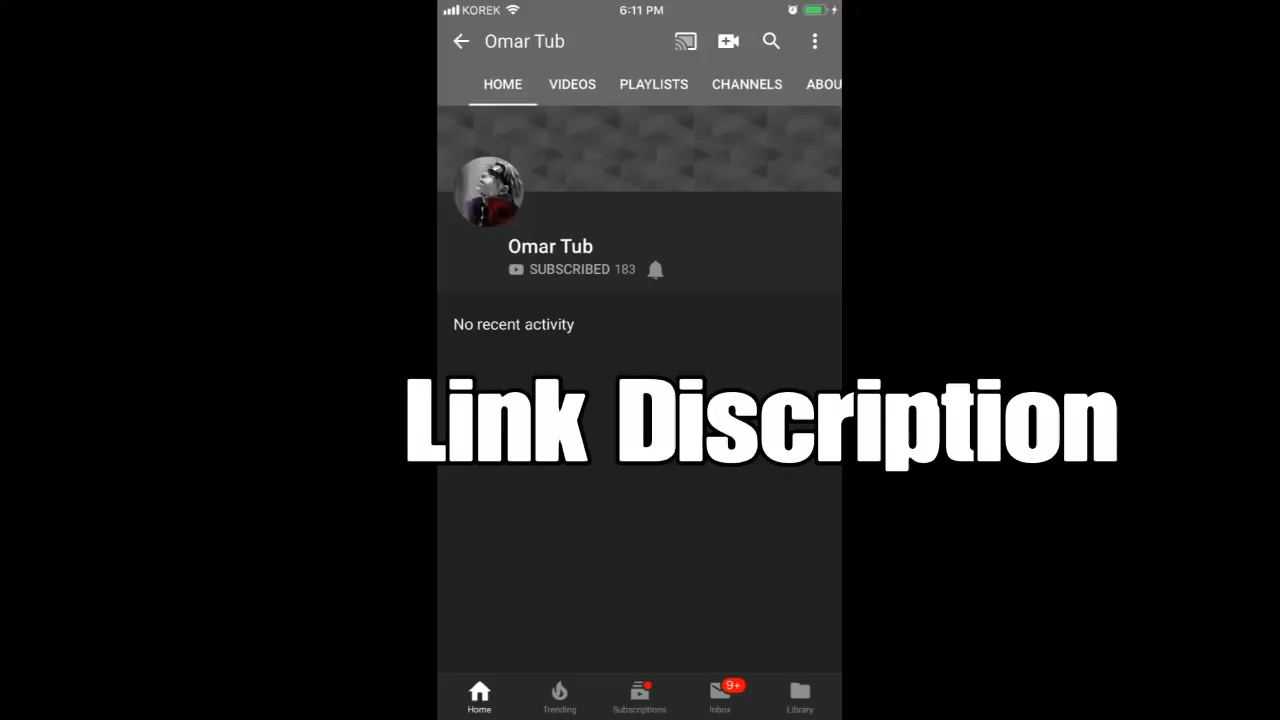 KOREK 6:11 PM
Omar Tub
HOME VIDEOS PLAYLISTS CHANNELS ABOU
Omar Tub
SUBSCRIBED 183
No recent activity
Link Discription
9+
Home Trending Subscriptions Inbox Library